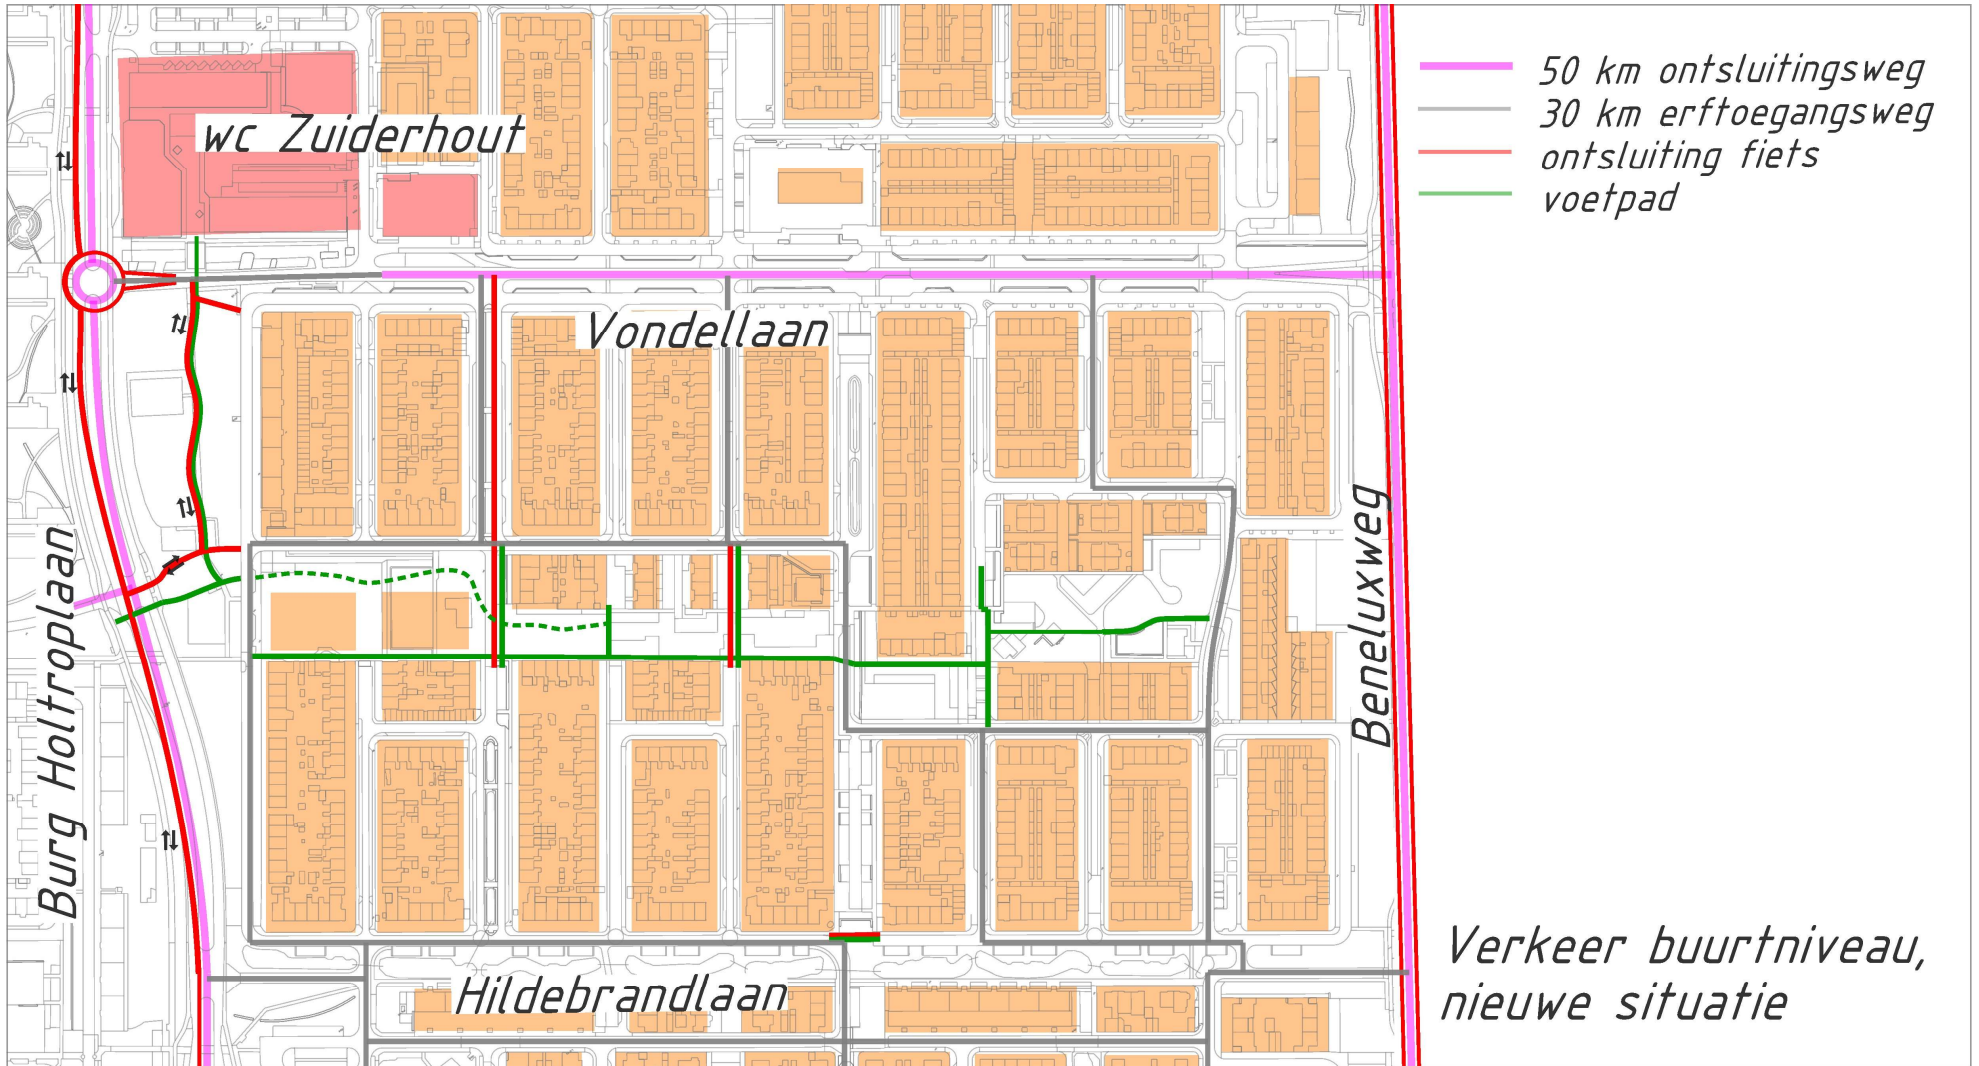 50 km ontsluitingsweg
30 km erftoegangsweg
ontsluiting fiets
voetpad
wc Zuiderhout
Vondellaan
Burg Holtroplaan
Beneluxweg
Hildebrandlaan
Verkeer buurtniveau,
nieuwe situatie